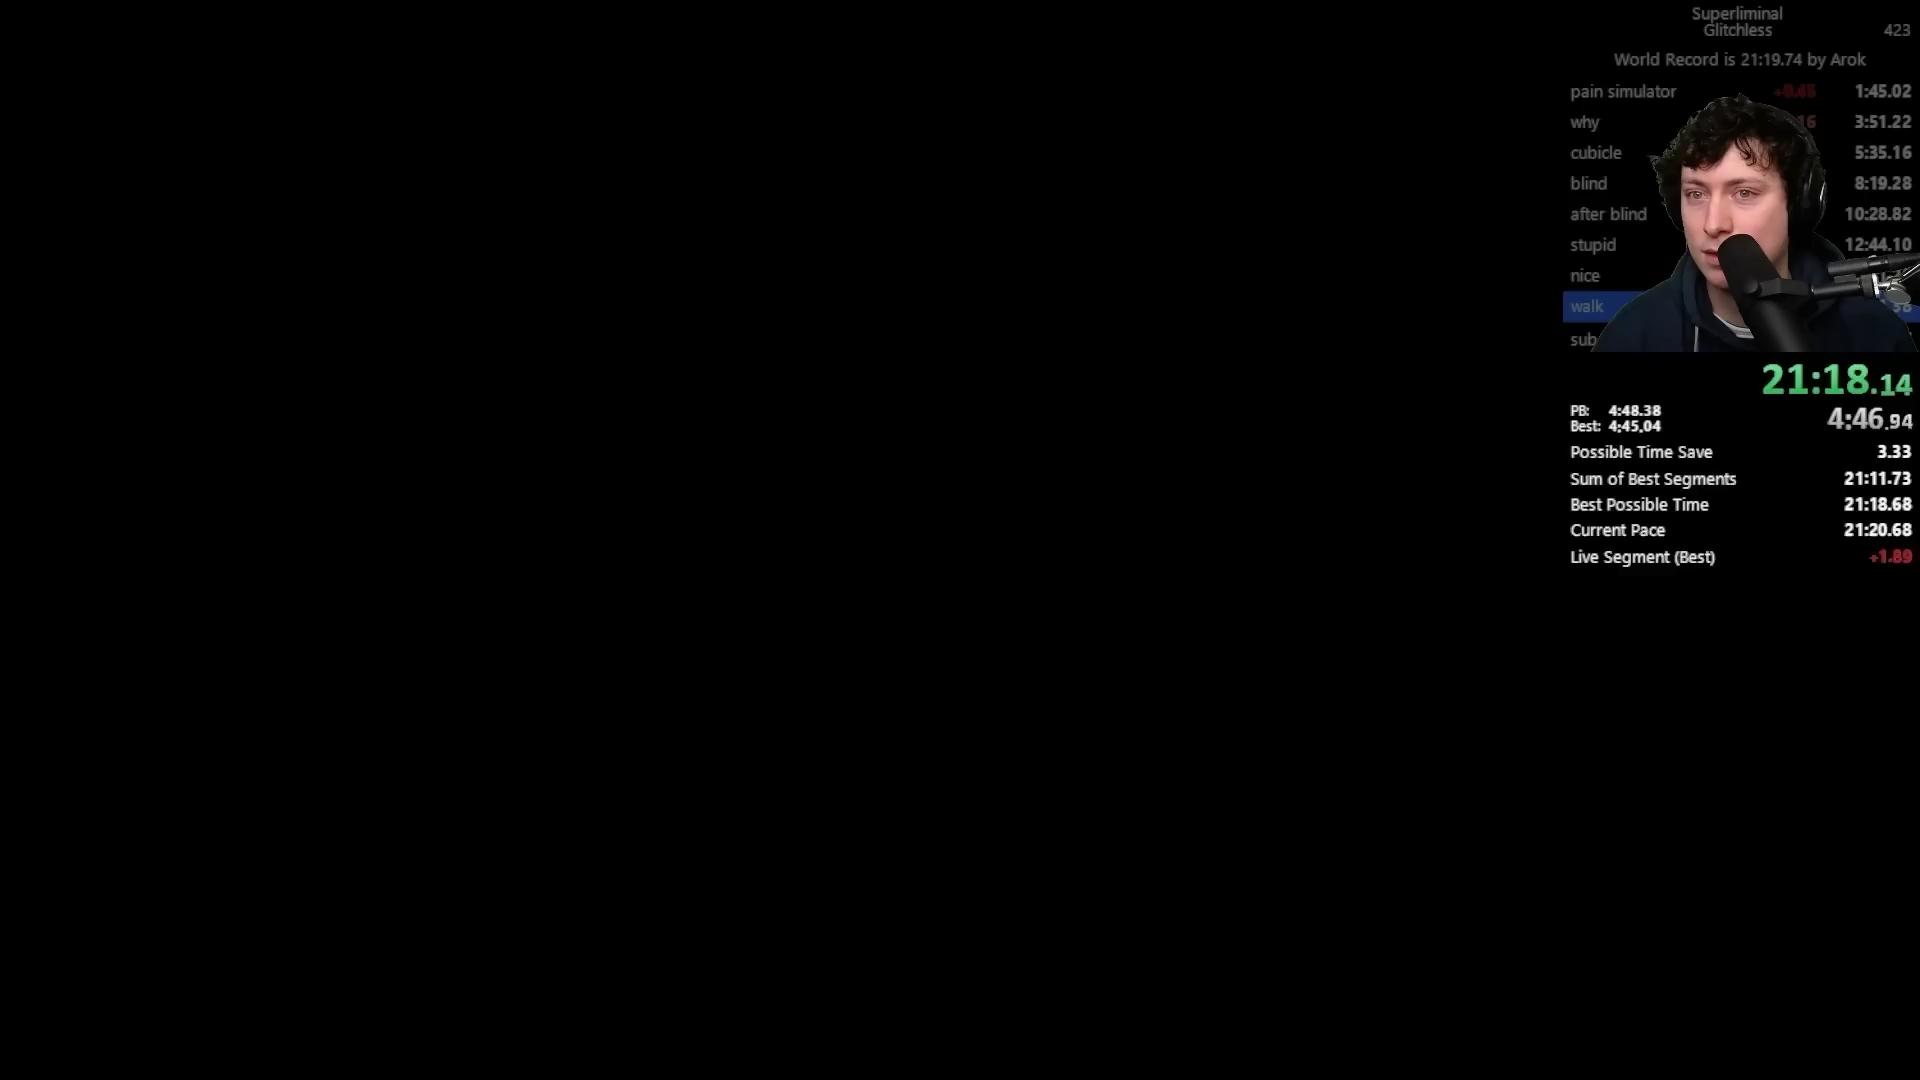 Superliminal
Glitchless 423
World Record is 21:19.74 by Arok
pain simulator 1:45.02
why 16 3:51.22
cubicle 5:35.16
blind 8:19.28
after blind 10:28.82
stupid 12:44.10
nice
walk
sub
21:18.14
PB: 4:48.38
Best: 4:45.04
4:46.94
Possible Time Save 3.33
Sum of Best Segments 21:11.73
Best Possible Time 21:18.68
Current Pace 21:20.68
Live Segment (Best) +1.89